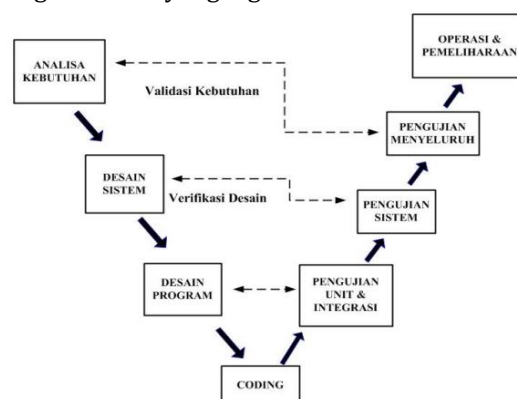 OPERASI &
PEMELIHARAAN
ANALISA
KEBUTUHAN
Validasi Kebutuhan
PENGUJIAN
MENYELURUH
DESAIN
SISTEM
Verifikasi Desain
PENGUJIAN
SISTEM
DESAIN
PROGRAM
PENGUJIAN
UNIT &
INTEGRASI
CODING